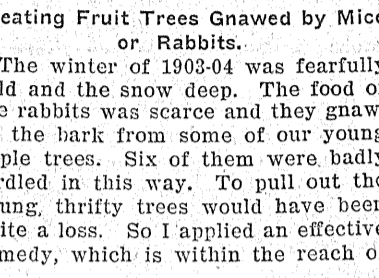 eating Fruit Trees Gnawed by Mice
or Rabbits.
The winter of 1903-04 was fearfully
ld and the snow deep. The food of
e rabbits was scarce and they gnaw
the bark from some of our young
ple trees. Six of them were badly
rdled in this way. To pull out the
ung, thrifty trees would have been
ite a loss. So I applied an effective
medy, which is within the reach o